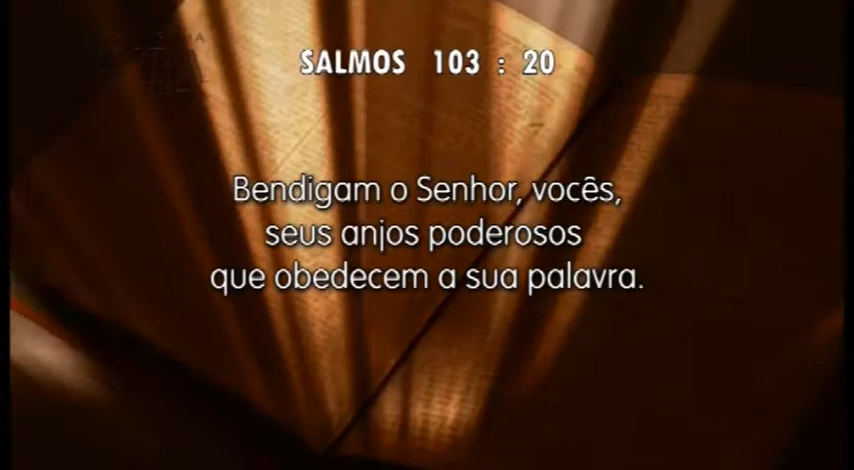 SALMOS 103 : 20
Bendigam o Senhor, vocês,
seus anjos poderosos
que obedecem a sua palavra.